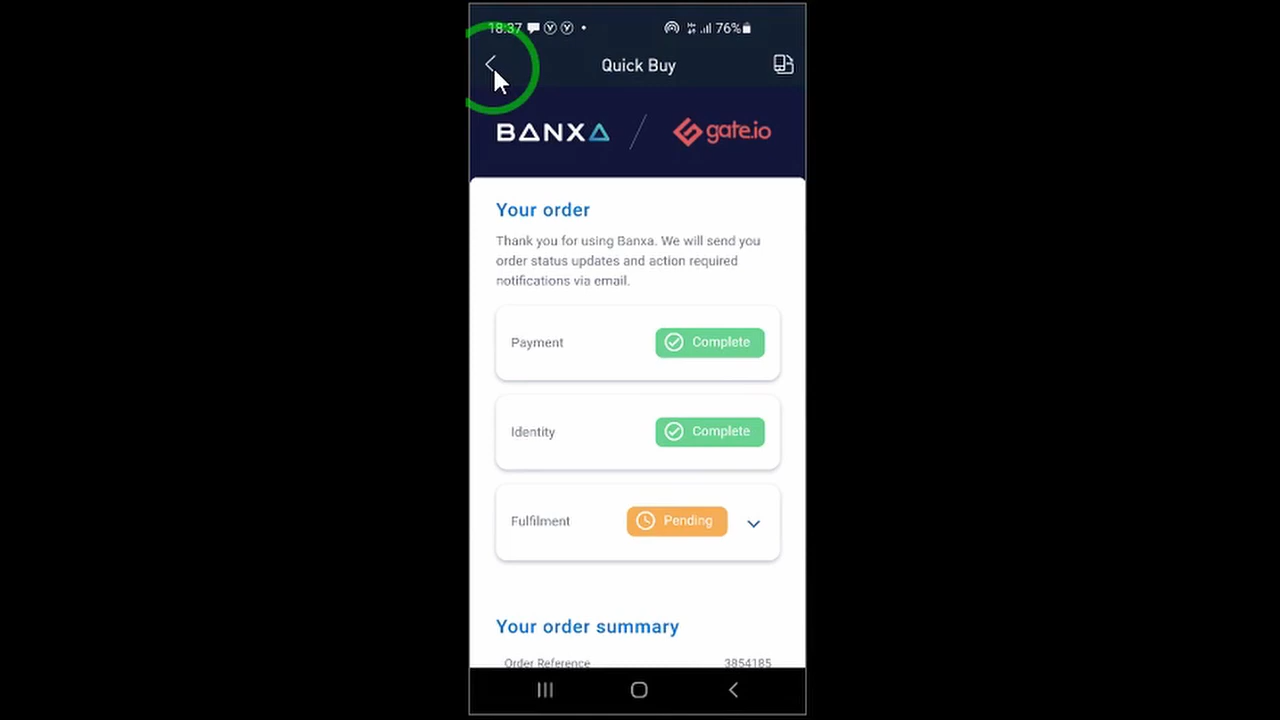 18:37 76%
Quick Buy
BANXA gate.io
Your order
Thank you for using Banxa. We will send you
order status updates and action required
notifications via email.
Payment Complete
Identity Complete
Fulfilment Pending
Your order summary
Order Reference 3854185